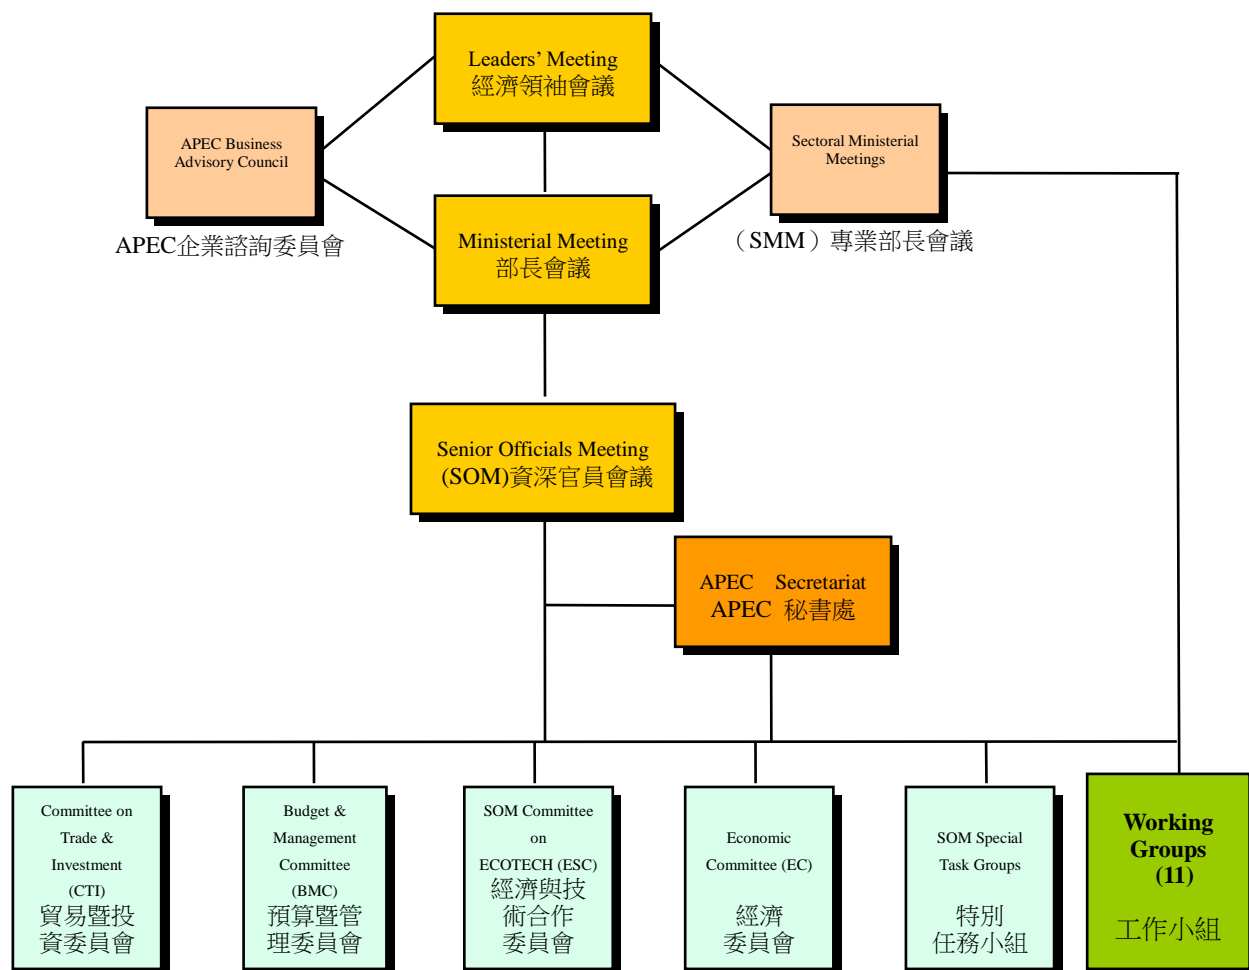 Leaders’ Meeting
經濟領袖會議
APEC Business
Advisory Council
APEC企業諮詢委員會
Sectoral Ministerial
Meetings
（SMM）專業部長會議
Ministerial Meeting
部長會議
Senior Officials Meeting
(SOM)資深官員會議
APEC Secretariat
APEC 秘書處
Committee on
Trade &
Investment
(CTI)
貿易暨投
資委員會
Budget &
Management
Committee
(BMC)
預算暨管
理委員會
SOM Committee
on
ECOTECH (ESC)
經濟與技
術合作
委員會
Economic
Committee (EC)
經濟
委員會
SOM Special
Task Groups
特別
任務小組
Working
Groups
(11)
工作小組